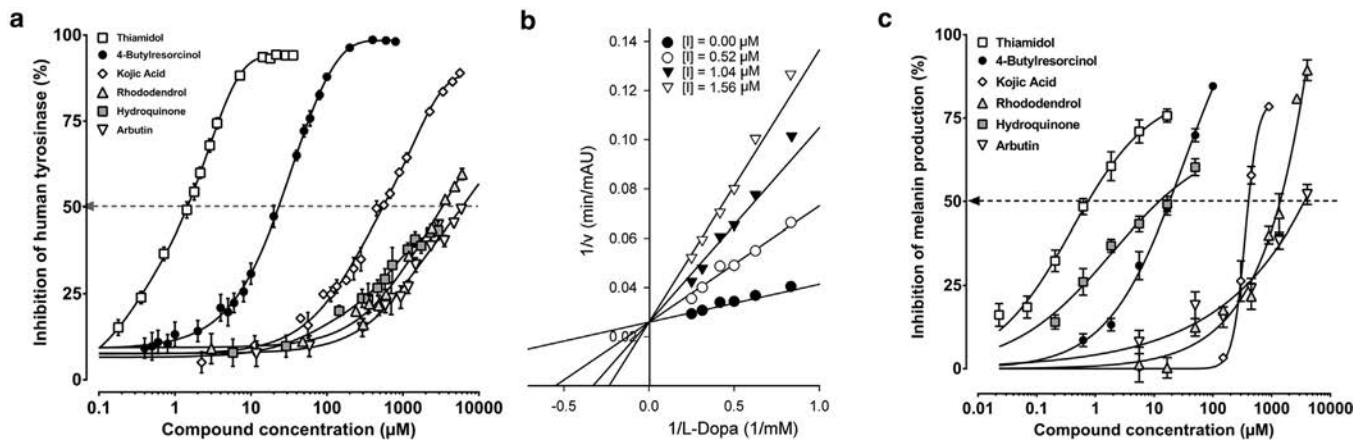 a
Inhibition of human tyrosinase (%)
100
75
50
25
0
Thiamidol
4-Butylresorcinol
Kojic Acid
Rhododendrol
Hydroquinone
Arbutin
0.1
1
10
100
1000
10000
Compound concentration (µM)
b
1/v (min/mAU)
0.14
0.12
0.10
0.08
0.06
0.04
0.02
[I] = 0.00 µM
[I] = 0.52 µM
[I] = 1.04 µM
[I] = 1.56 µM
-0.5
0.0
0.5
1.0
1/L-Dopa (1/mM)
c
Inhibition of melanin production (%)
100
75
50
25
0
Thiamidol
4-Butylresorcinol
Kojic Acid
Rhododendrol
Hydroquinone
Arbutin
0.01
0.1
1
10
100
1000
10000
Compound concentration (µM)